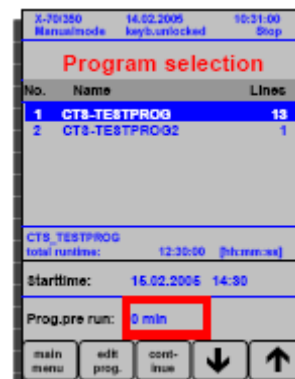 X-70/350 14.02.2005 10:31:00
Manualmode keyb.unlocked Stop
Program selection
No. Name Lines
1 CTS-TESTPROG 13
2 CTS-TESTPROG2 1
CTS_TESTPROG
total runtime: 12:30:00 [hh:mm:ss]
Starttime: 15.02.2005 14:30
Prog.pre run: 0 min
main menu edit prog. cont-inue